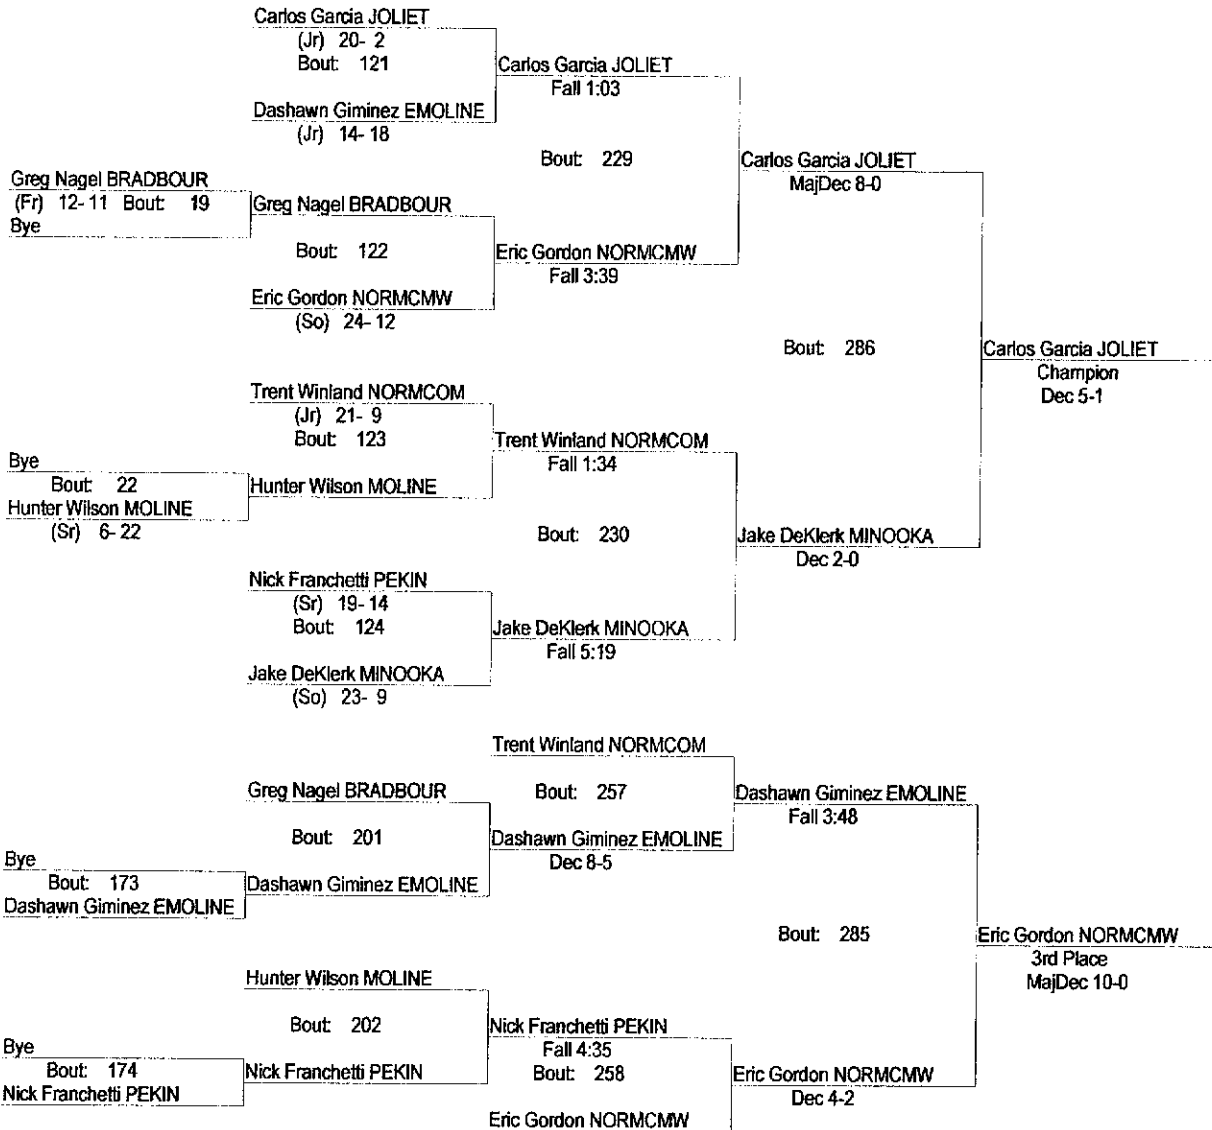 Carlos Garcia JOLIET
(Jr) 20- 2
Bout: 121
Carlos Garcia JOLIET
Fall 1:03
Dashawn Giminez EMOLINE
(Jr) 14- 18
Bout: 229
Carlos Garcia JOLIET
MajDec 8-0
Greg Nagel BRADBOUR
(Fr) 12- 11 Bout: 19
Bye
Greg Nagel BRADBOUR
Bout: 122
Eric Gordon NORMCMW
Fall 3:39
Eric Gordon NORMCMW
(So) 24- 12
Bout: 286
Carlos Garcia JOLIET
Champion
Dec 5-1
Trent Winland NORMCOM
(Jr) 21- 9
Bout: 123
Trent Winland NORMCOM
Fall 1:34
Bye
Bout: 22
Hunter Wilson MOLINE
(Sr) 6- 22
Hunter Wilson MOLINE
Bout: 230
Jake DeKlerk MINOOKA
Dec 2-0
Nick Franchetti PEKIN
(Sr) 19- 14
Bout: 124
Jake DeKlerk MINOOKA
Fall 5:19
Jake DeKlerk MINOOKA
(So) 23- 9
Trent Winland NORMCOM
Bout: 257
Dashawn Giminez EMOLINE
Fall 3:48
Greg Nagel BRADBOUR
Bout: 201
Dashawn Giminez EMOLINE
Dec 8-5
Bye
Bout: 173
Dashawn Giminez EMOLINE
Dashawn Giminez EMOLINE
Bout: 285
Eric Gordon NORMCMW
3rd Place
MajDec 10-0
Hunter Wilson MOLINE
Bout: 202
Nick Franchetti PEKIN
Fall 4:35
Bout: 258
Bye
Bout: 174
Nick Franchetti PEKIN
Nick Franchetti PEKIN
Eric Gordon NORMCMW
Dec 4-2
Eric Gordon NORMCMW